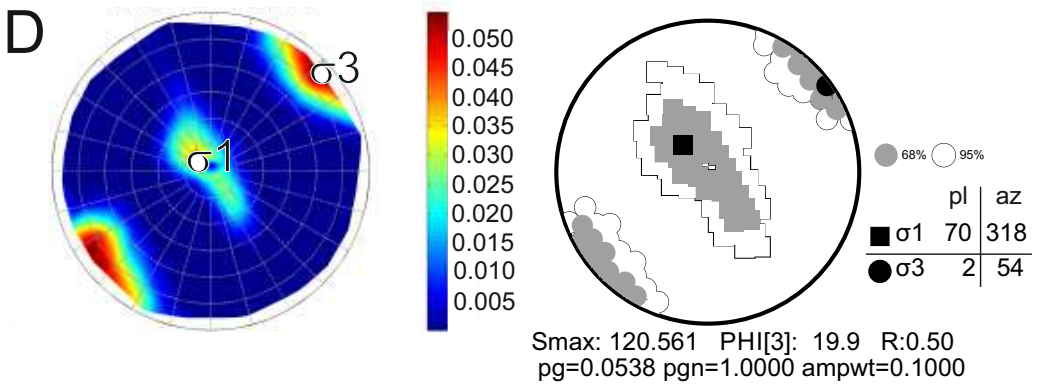 D
σ3
σ1
0.050
0.045
0.040
0.035
0.030
0.025
0.020
0.015
0.010
0.005
68% 95%
pl az
σ1 70 318
σ3 2 54
Smax: 120.561 PHI[3]: 19.9 R:0.50
pg=0.0538 pgn=1.0000 ampwt=0.1000